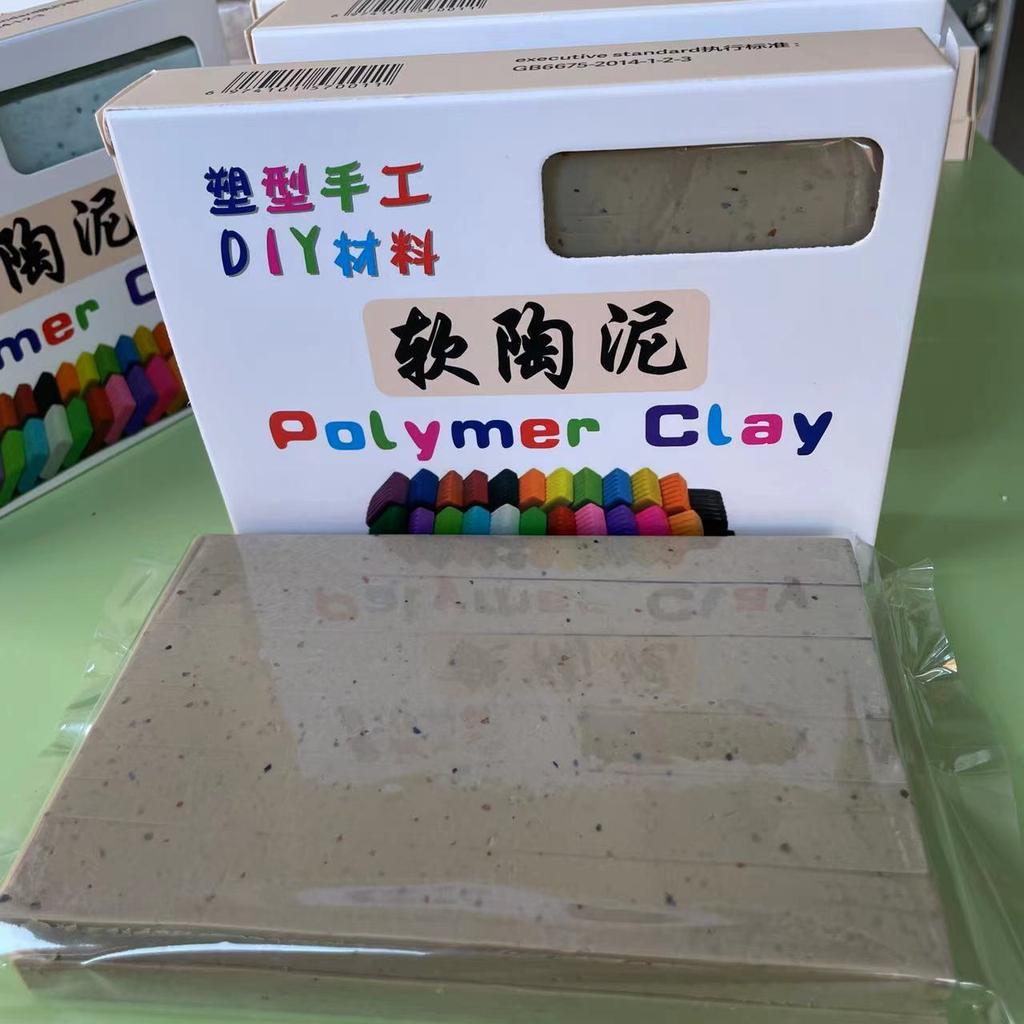 executive standard执行标准:
GB6675-2014-1-2-3
塑型手工
DIY材料
软陶泥
Polymer Clay
陶泥
mer C